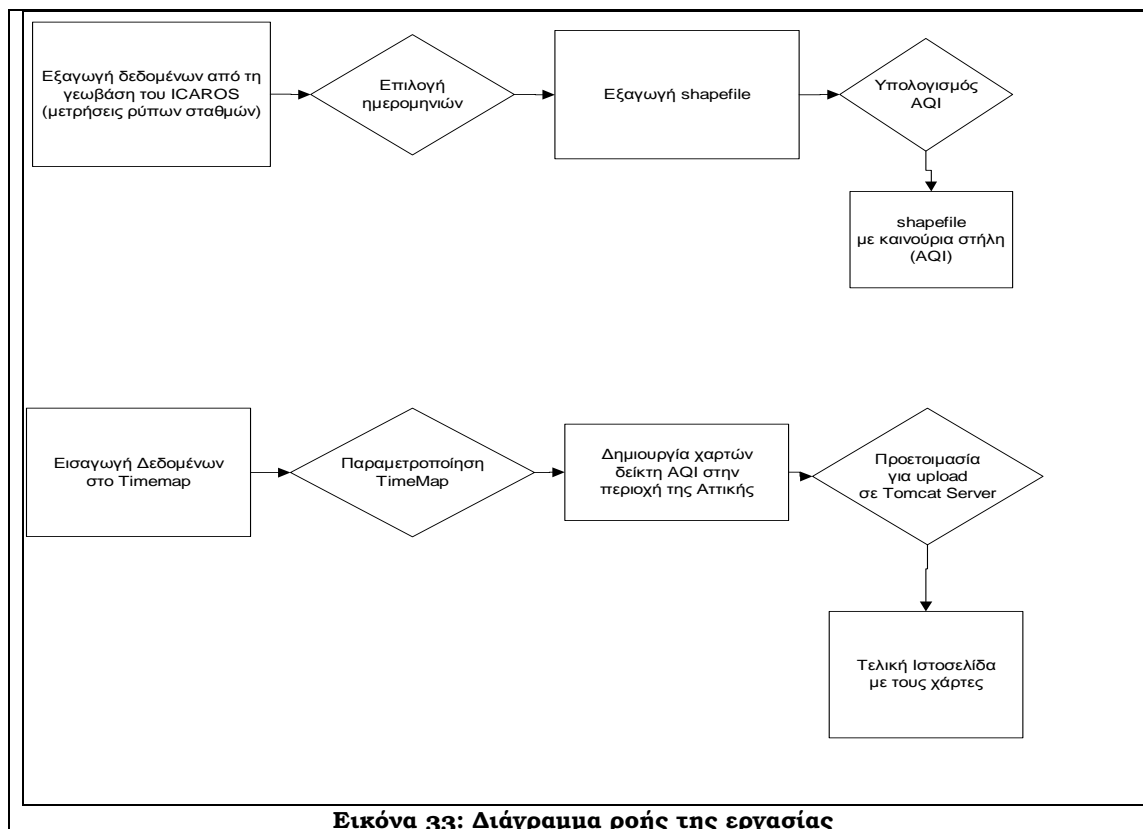 Εξαγωγή δεδομένων από τη
γεωβάση του ICAROS
(μετρήσεις ρύπων σταθμών)
Επιλογή
ημερομηνιών
Εξαγωγή shapefile
Υπολογισμός
AQI
shapefile
με καινούρια στήλη
(AQI)
Εισαγωγή Δεδομένων
στο Timemap
Παραμετροποίηση
TimeMap
Δημιουργία χαρτών
δείκτη AQI στην
περιοχή της Αττικής
Προετοιμασία
για upload
σε Tomcat Server
Τελική Ιστοσελίδα
με τους χάρτες
Εικόνα 33: Διάγραμμα ροής της εργασίας